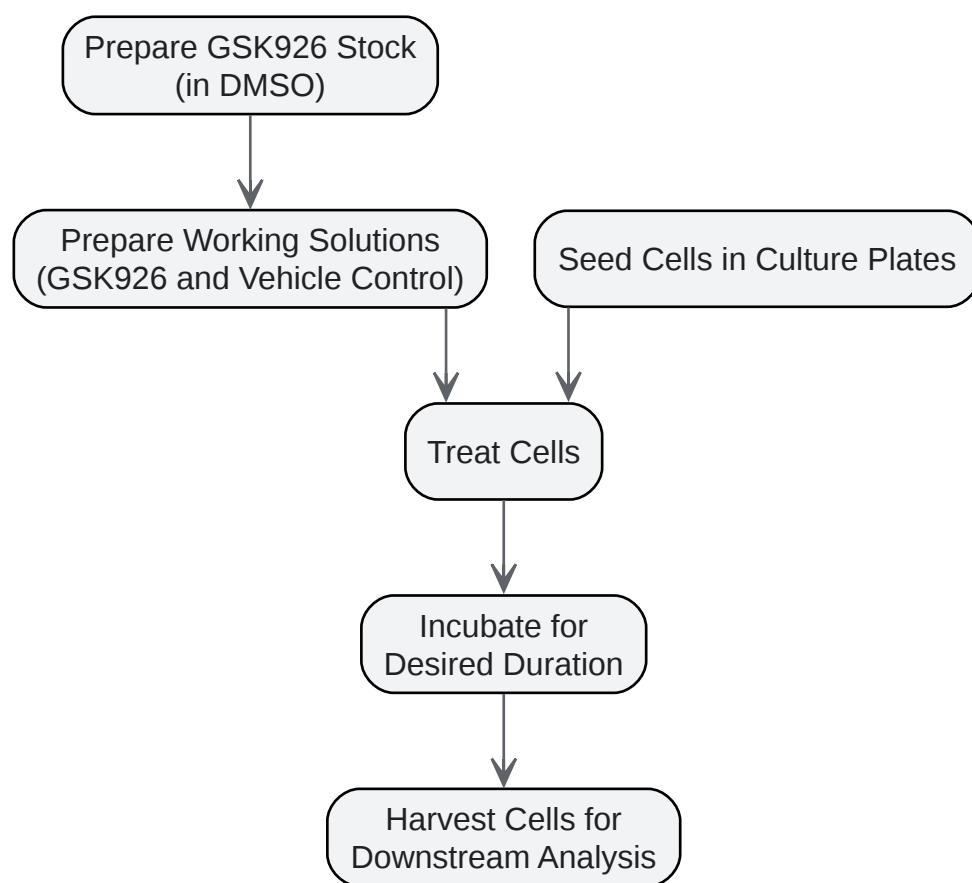 Prepare GSK926 Stock
(in DMSO)
Prepare Working Solutions
(GSK926 and Vehicle Control)
Seed Cells in Culture Plates
Treat Cells
Incubate for
Desired Duration
Harvest Cells for
Downstream Analysis